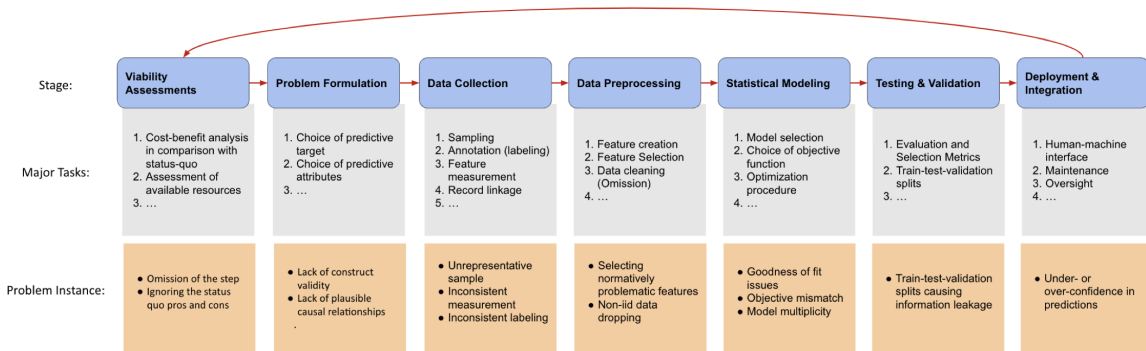 Stage:
Viability
Assessments
Problem Formulation
Data Collection
Data Preprocessing
Statistical Modeling
Testing & Validation
Deployment &
Integration
Major Tasks:
1. Cost-benefit analysis
in comparison with
status-quo
2. Assessment of
available resources
3. …
1. Choice of predictive
target
2. Choice of predictive
attributes
3. …
1. Sampling
2. Annotation (labeling)
3. Feature
measurement
4. Record linkage
5. …
1. Feature creation
2. Feature Selection
3. Data cleaning
(Omission)
4. …
1. Model selection
2. Choice of objective
function
3. Optimization
procedure
4. …
1. Evaluation and
Selection Metrics
2. Train-test-validation
splits
3. …
1. Human-machine
interface
2. Maintenance
3. Oversight
4. …
Problem Instance:
● Omission of the step
● Ignoring the status
quo pros and cons
● Lack of construct
validity
● Lack of plausible
causal relationships
.
● Unrepresentative
sample
● Inconsistent
measurement
● Inconsistent labeling
● Selecting
normatively
problematic features
● Non-iid data
dropping
● Goodness of fit
issues
● Objective mismatch
● Model multiplicity
● Train-test-validation
splits causing
information leakage
● Under- or
over-confidence in
predictions